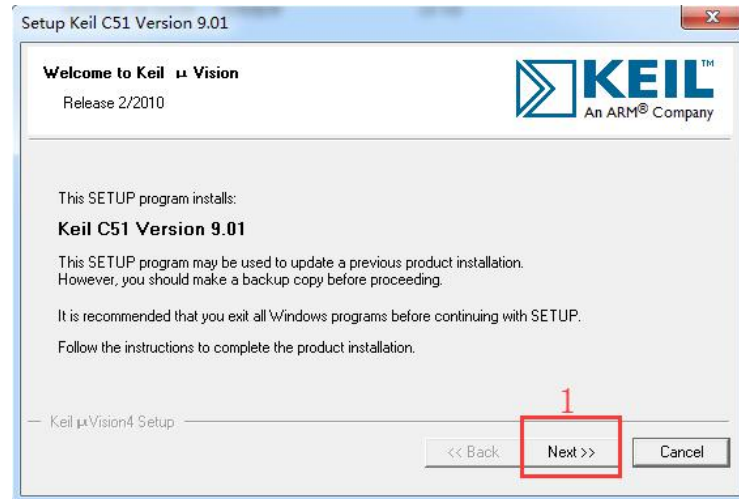 Setup Keil C51 Version 9.01
Welcome to Keil μ Vision
Release 2/2010
KEIL™
An ARM® Company
This SETUP program installs:
Keil C51 Version 9.01
This SETUP program may be used to update a previous product installation.
However, you should make a backup copy before proceeding.
It is recommended that you exit all Windows programs before continuing with SETUP.
Follow the instructions to complete the product installation.
1
Keil μVision4 Setup
<< Back Next >> Cancel